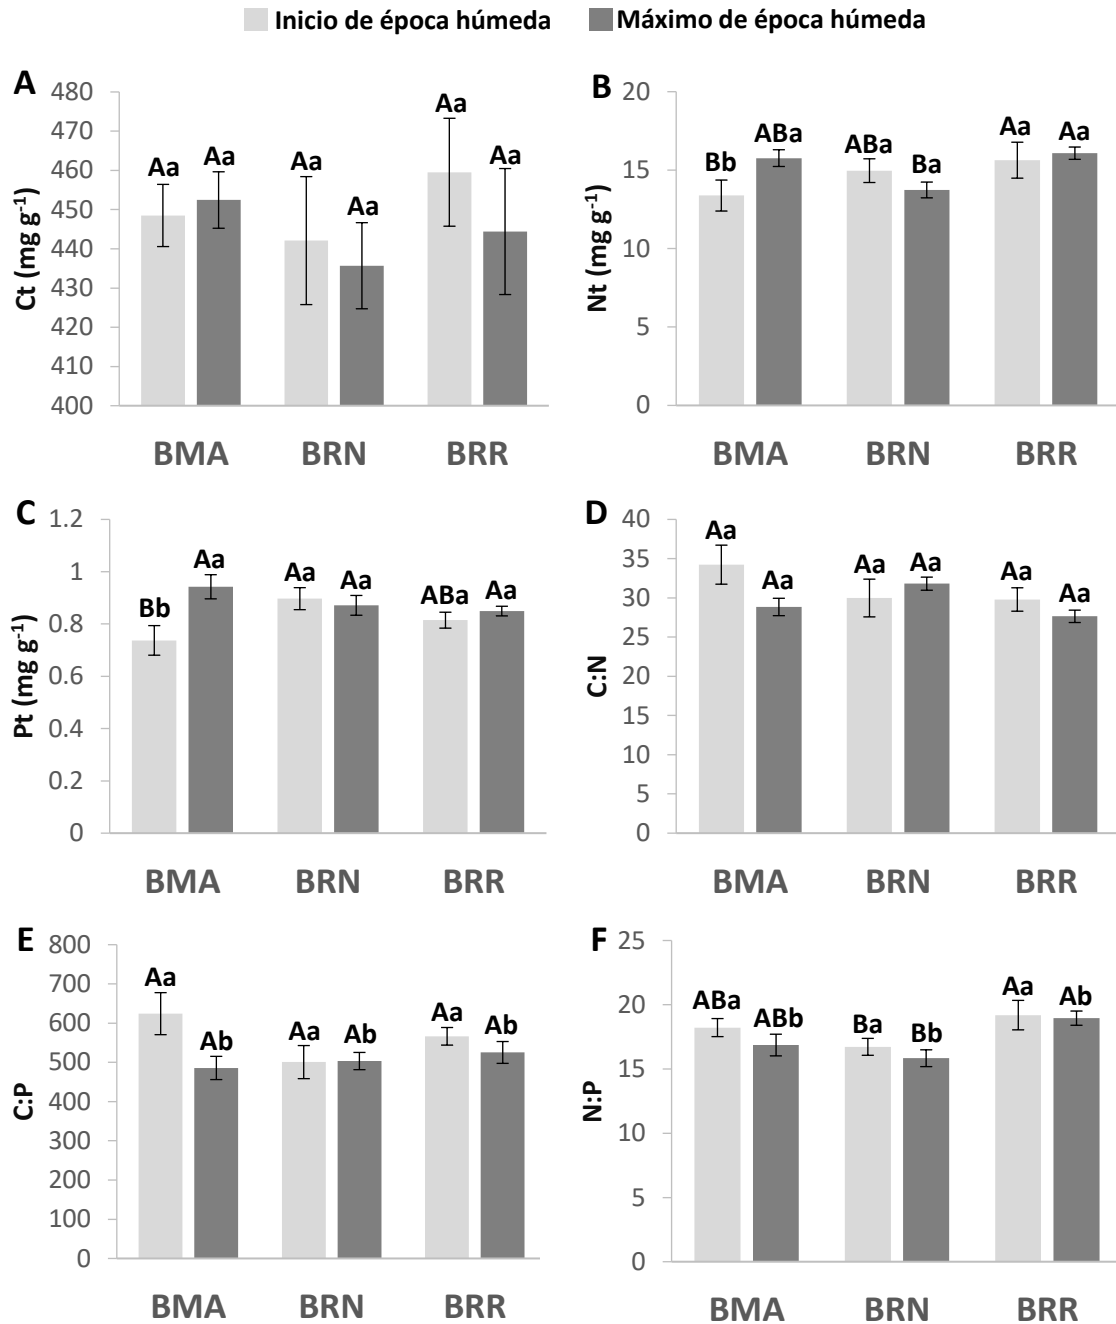 Inicio de época húmeda Máximo de época húmeda
A
480
470
460
450
440
430
420
410
400
Ct (mg g⁻¹)
Aa Aa Aa Aa Aa Aa
BMA BRN BRR
B
20
15
10
5
0
Nt (mg g⁻¹)
Bb ABa ABa Ba Aa Aa
BMA BRN BRR
C
1.2
1
0.8
0.6
0.4
0.2
0
Pt (mg g⁻¹)
Bb Aa Aa Aa ABa Aa
BMA BRN BRR
D
40
35
30
25
20
15
10
5
0
C:N
Aa Aa Aa Aa Aa Aa
BMA BRN BRR
E
800
700
600
500
400
300
200
100
0
C:P
Aa Ab Aa Ab Aa Ab
BMA BRN BRR
F
25
20
15
10
5
0
N:P
ABa ABb Ba Bb Aa Ab
BMA BRN BRR